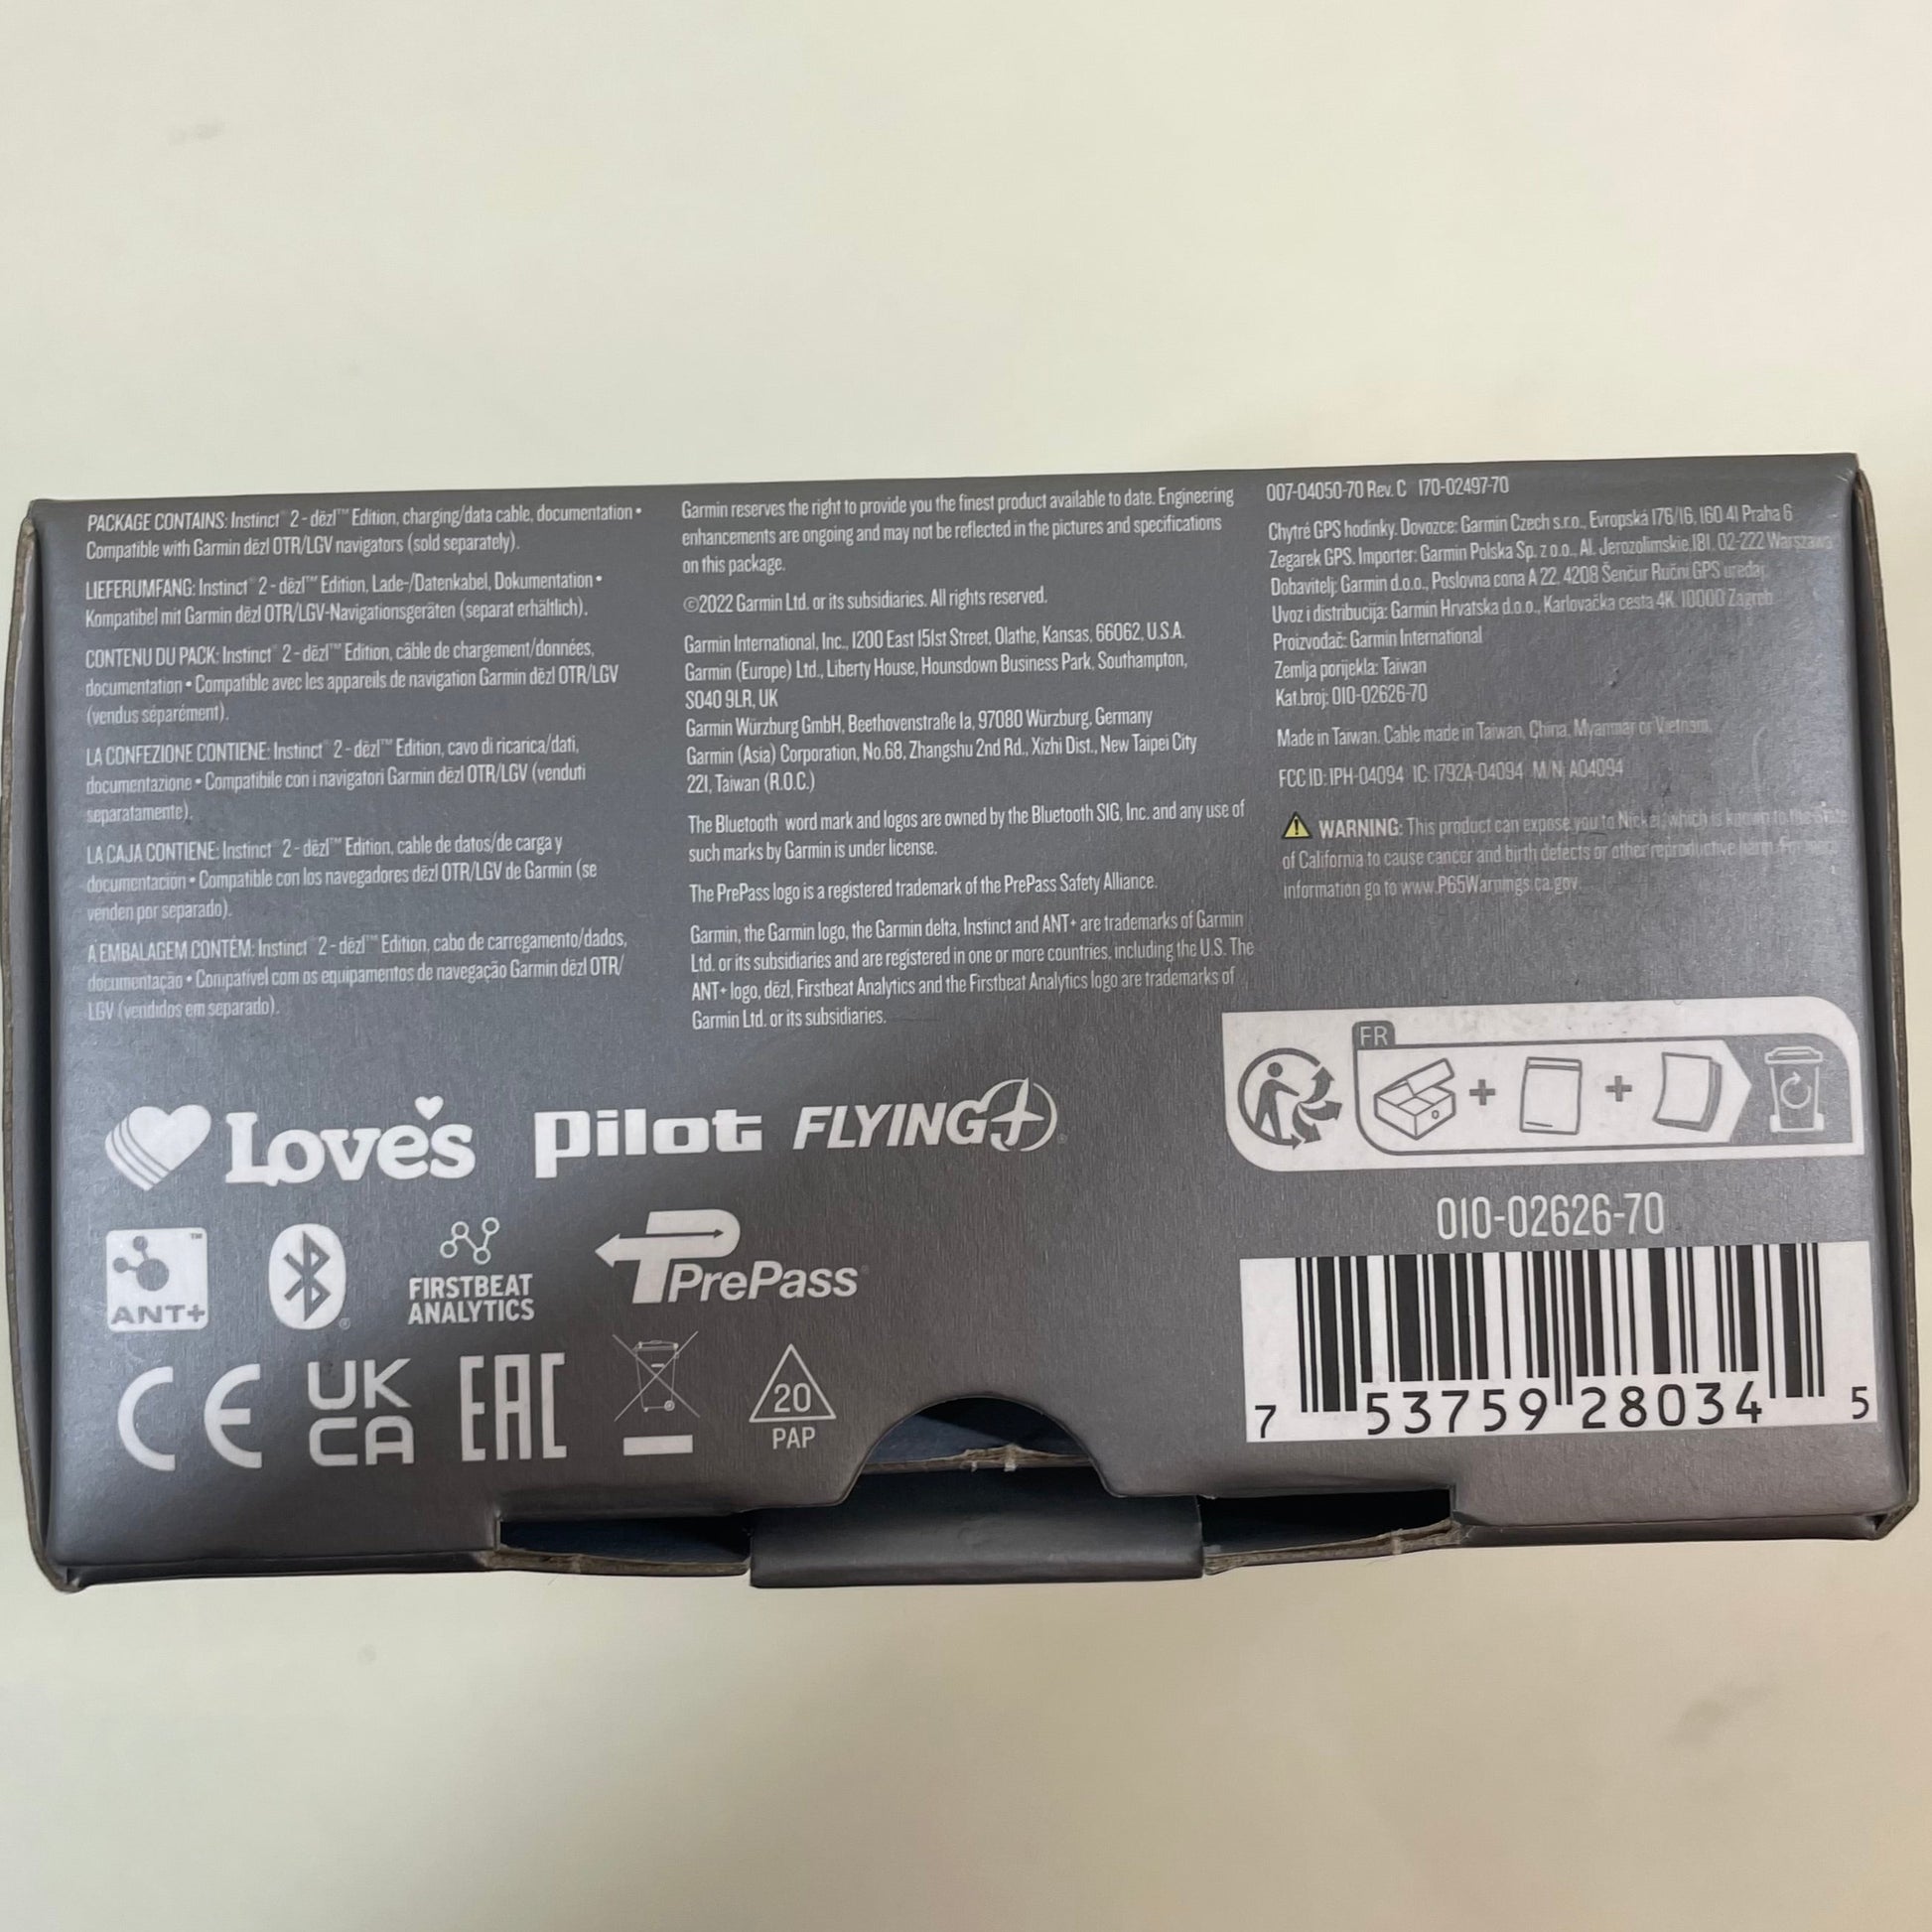 PACKAGE CONTAINS: Instinct® 2 - dēzl™ Edition, charging/data cable, documentation •
Compatible with Garmin dēzl OTR/LGV navigators (sold separately).
LIEFERUMFANG: Instinct® 2 - dēzl™ Edition, Lade-/Datenkabel, Dokumentation •
Kompatibel mit Garmin dēzl OTR/LGV-Navigationsgeräten (separat erhältlich).
CONTENU DU PACK: Instinct® 2 - dēzl™ Edition, câble de chargement/données,
documentation • Compatible avec les appareils de navigation Garmin dēzl OTR/LGV
(vendus séparément).
LA CONFEZIONE CONTIENE: Instinct® 2 - dēzl™ Edition, cavo di ricarica/dati,
documentazione • Compatibile con i navigatori Garmin dēzl OTR/LGV (venduti
separatamente).
LA CAJA CONTIENE: Instinct® 2 - dēzl™ Edition, cable de datos/de carga y
documentación • Compatible con los navegadores dēzl OTR/LGV de Garmin (se
venden por separado).
A EMBALAGEM CONTÉM: Instinct® 2 - dēzl™ Edition, cabo de carregamento/dados,
documentação • Compatível com os equipamentos de navegação Garmin dēzl OTR/
LGV (vendidos em separado).
Garmin reserves the right to provide you the finest product available to date. Engineering
enhancements are ongoing and may not be reflected in the pictures and specifications
on this package.
©2022 Garmin Ltd. or its subsidiaries. All rights reserved.
Garmin International, Inc., 1200 East 151st Street, Olathe, Kansas, 66062, U.S.A.
Garmin (Europe) Ltd., Liberty House, Hounsdown Business Park, Southampton,
SO40 9LR, UK
Garmin Würzburg GmbH, Beethovenstraße 1a, 97080 Würzburg, Germany
Garmin (Asia) Corporation, No.68, Zhangshu 2nd Rd., Xizhi Dist., New Taipei City
221, Taiwan (R.O.C.)
The Bluetooth® word mark and logos are owned by the Bluetooth SIG, Inc. and any use of
such marks by Garmin is under license.
The PrePass logo is a registered trademark of the PrePass Safety Alliance.
Garmin, the Garmin logo, the Garmin delta, Instinct and ANT+ are trademarks of Garmin
Ltd. or its subsidiaries and are registered in one or more countries, including the U.S. The
ANT+ logo, dēzl, Firstbeat Analytics and the Firstbeat Analytics logo are trademarks of
Garmin Ltd. or its subsidiaries.
007-04050-70 Rev. C 170-02497-70
Chytré GPS hodinky. Dovozce: Garmin Czech s.r.o., Evropská 176/16, 160 41 Praha 6
Zegarek GPS. Importer: Garmin Polska Sp. z o.o., Al. Jerozolimskie 181, 02-222 Warszawa
Dobavitelj: Garmin d.o.o., Poslovna cona A 22, 4208 Šenčur Ručni GPS uređaj
Uvoz i distribucija: Garmin Hrvatska d.o.o., Karlovačka cesta 4K, 10000 Zagreb
Proizvođač: Garmin International
Zemlja porijekla: Taiwan
Kat.broj: 010-02626-70
Made in Taiwan. Cable made in Taiwan, China, Myanmar or Vietnam.
FCC ID: IPH-04094 IC: 1792A-04094 M/N: A04094
WARNING: This product can expose you to Nickel, which is known to the State
of California to cause cancer and birth defects or other reproductive harm. For more
information go to www.P65Warnings.ca.gov.
Love's
Pilot FLYING J
FR
010-02626-70
7 53759 28034 5
ANT+™
FIRSTBEAT
ANALYTICS
PrePass
CE
UK
CA
EAC
20
PAP